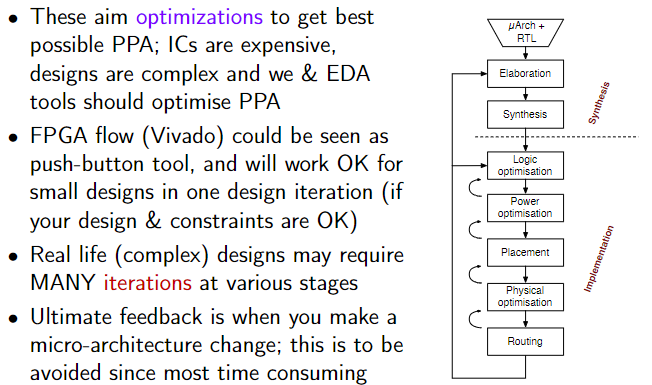 • These aim optimizations to get best
possible PPA; ICs are expensive,
designs are complex and we & EDA
tools should optimise PPA
• FPGA flow (Vivado) could be seen as
push-button tool, and will work OK for
small designs in one design iteration (if
your design & constraints are OK)
• Real life (complex) designs may require
MANY iterations at various stages
• Ultimate feedback is when you make a
micro-architecture change; this is to be
avoided since most time consuming
μArch +
RTL
Elaboration
Synthesis
Synthesis
Logic
optimisation
Power
optimisation
Placement
Physical
optimisation
Routing
Implementation